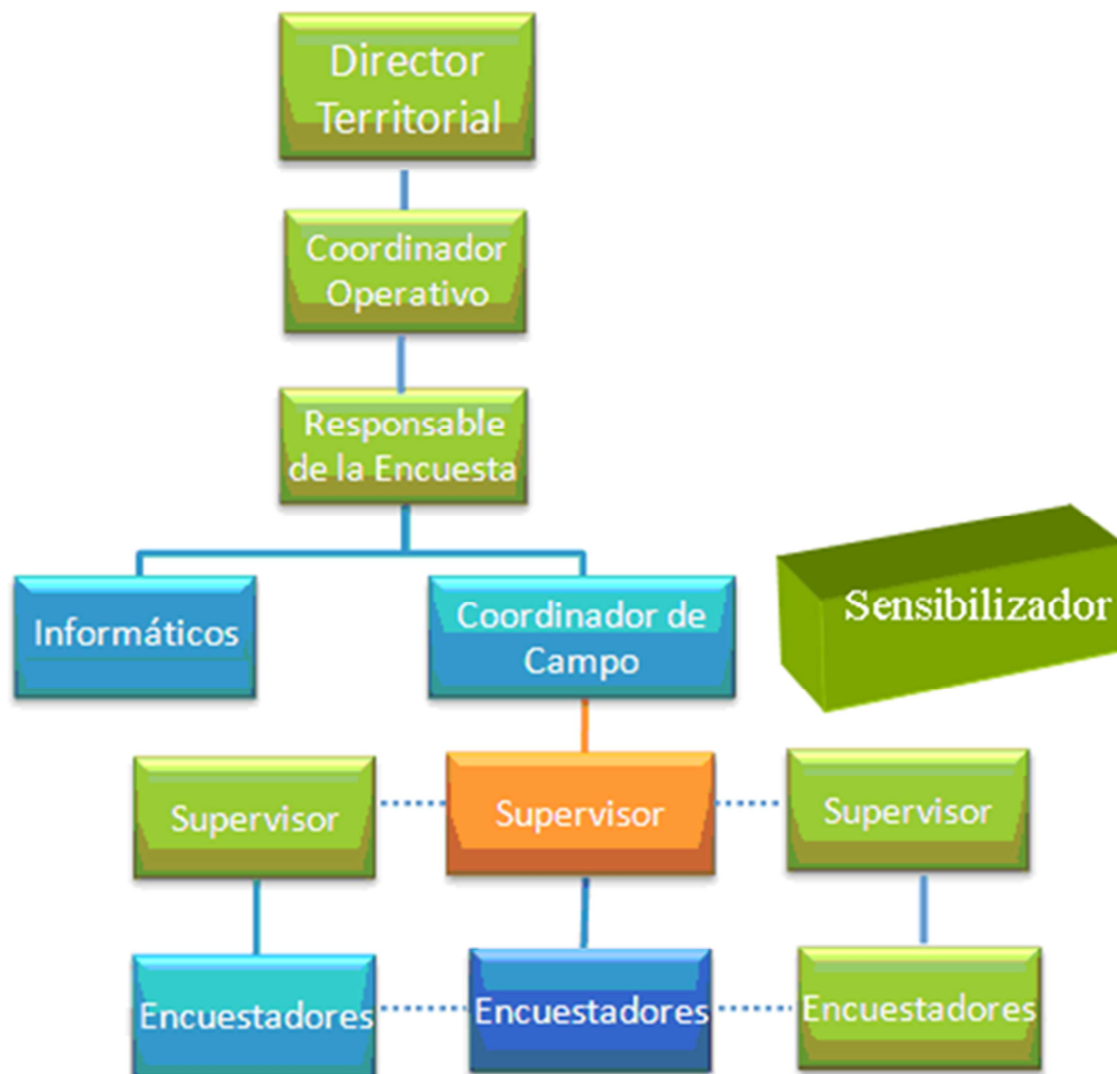 Director
Territorial
Coordinador
Operativo
Responsable
de la Encuesta
Informáticos
Coordinador de
Campo
Sensibilizador
Supervisor
Supervisor
Supervisor
Encuestadores
Encuestadores
Encuestadores